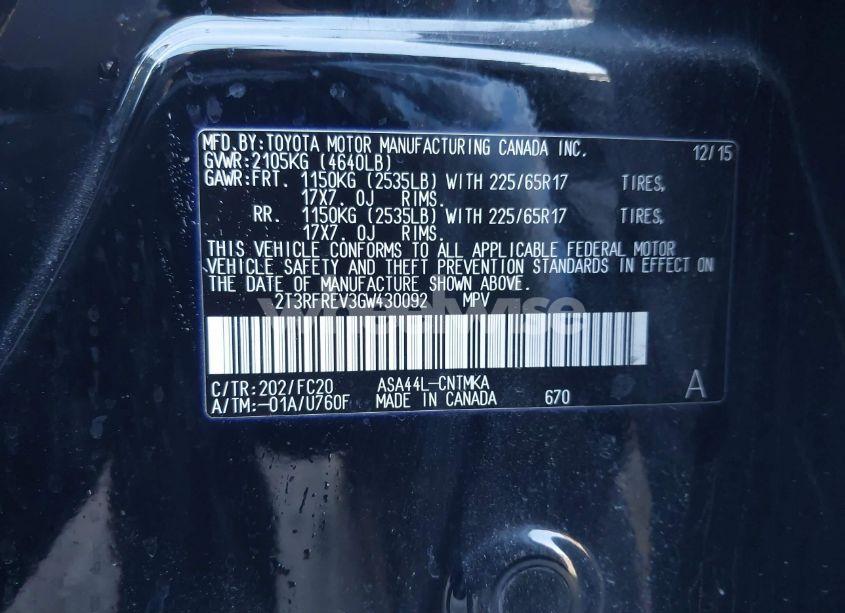 MFD.BY:TOYOTA MOTOR MANUFACTURING CANADA INC. 12/15
GVWR:2105KG (4640LB)
GAWR:FRT. 1150KG (2535LB) WITH 225/65R17 TIRES,
17X7. 0J RIMS.
RR. 1150KG (2535LB) WITH 225/65R17 TIRES,
17X7. 0J RIMS.
THIS VEHICLE CONFORMS TO ALL APPLICABLE FEDERAL MOTOR
VEHICLE SAFETY AND THEFT PREVENTION STANDARDS IN EFFECT ON
THE DATE OF MANUFACTURE SHOWN ABOVE.
2T3RFREV3GW430092 MPV
wheelwise
C/TR:202/FC20 ASA44L-CNTMKA A
A/TM:-01A/U760F MADE IN CANADA 670